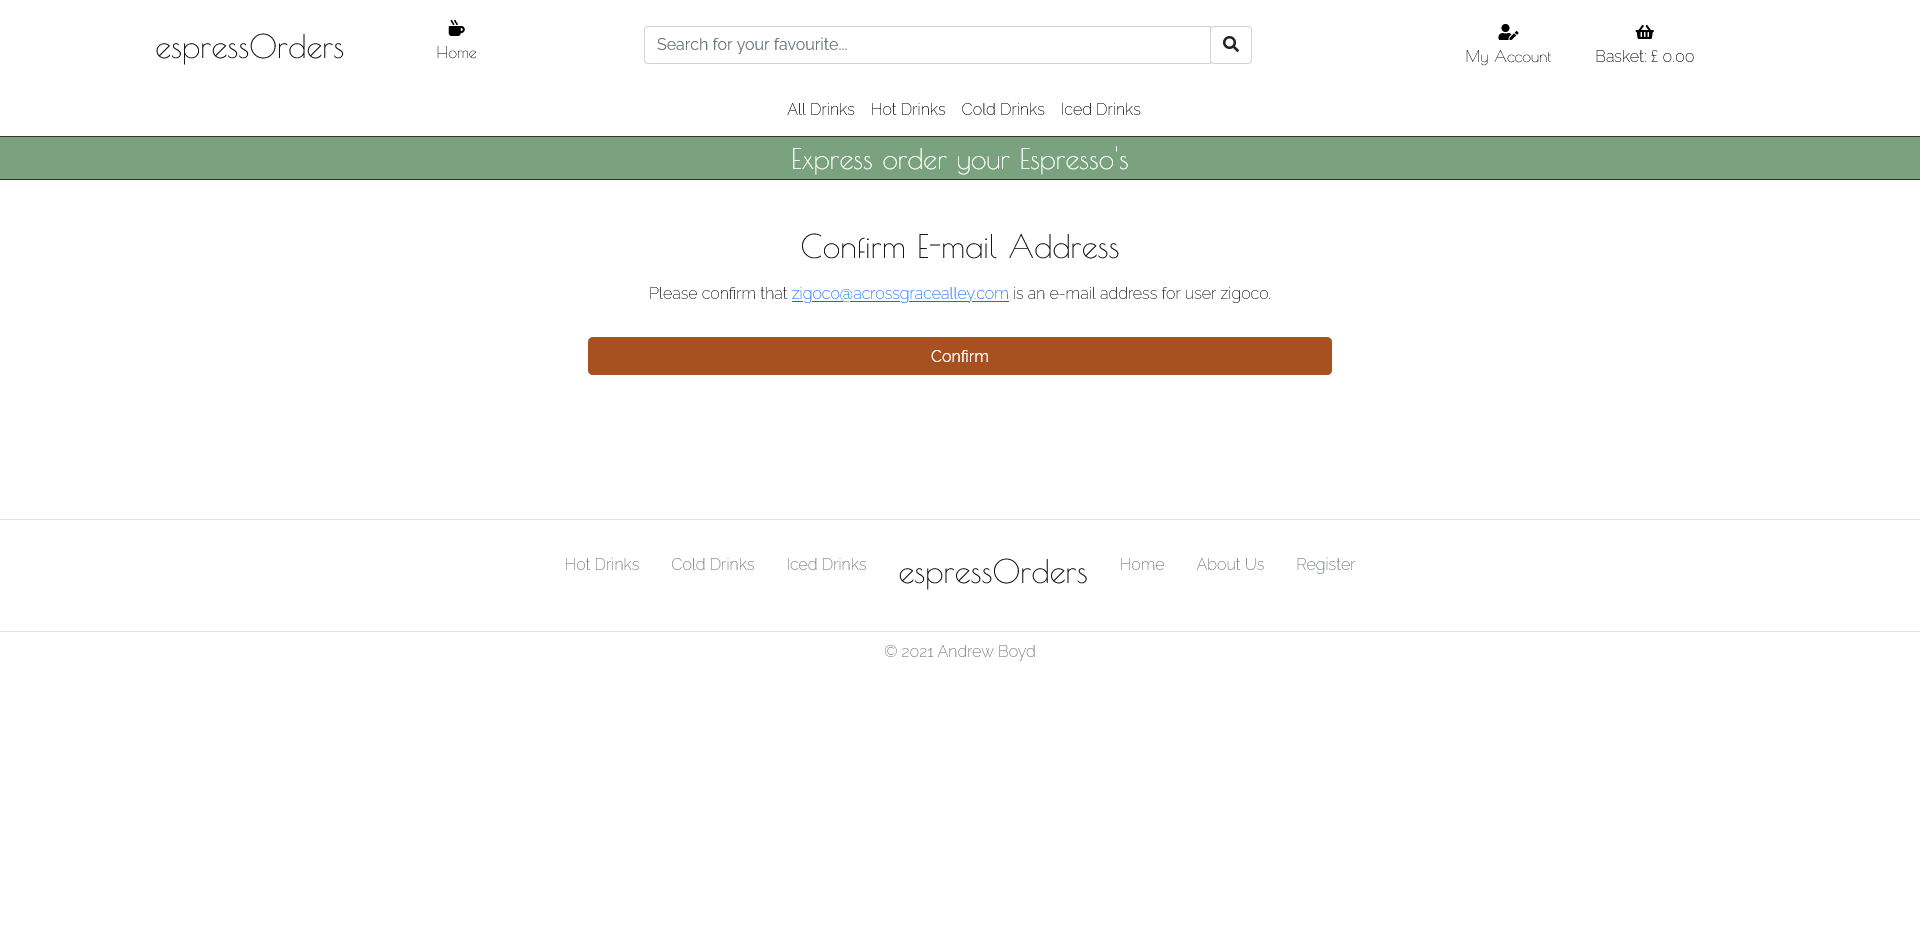 espressOrders
Home
Search for your favourite...
My Account
Basket: £ 0.00
All Drinks Hot Drinks Cold Drinks Iced Drinks
Express order your Espresso's
Confirm E-mail Address
Please confirm that zigoco@acrossgracealley.com is an e-mail address for user zigoco.
Confirm
Hot Drinks Cold Drinks Iced Drinks espressOrders Home About Us Register
© 2021 Andrew Boyd